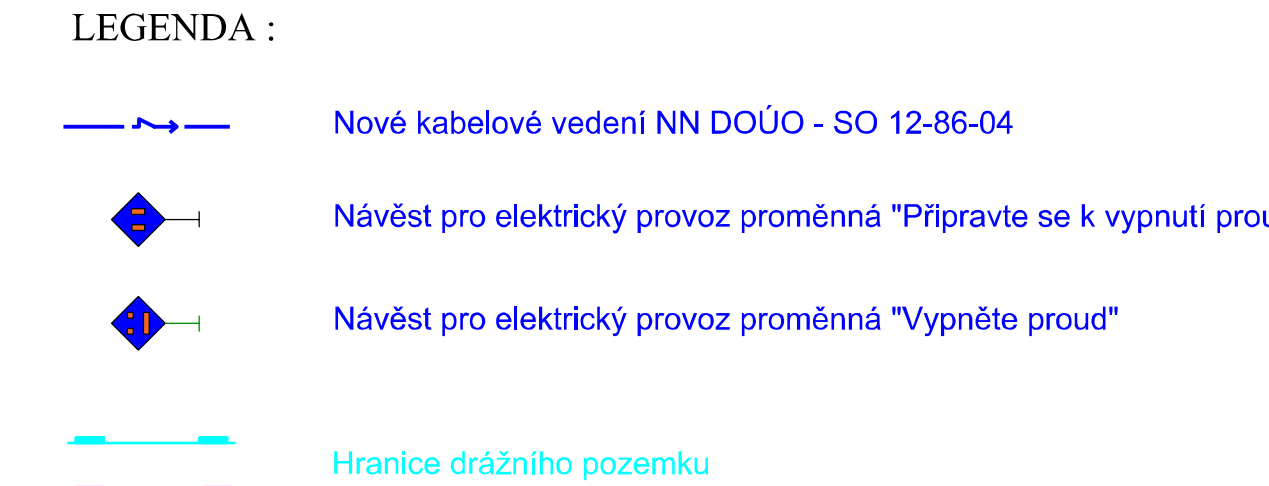 LEGENDA :
Nové kabelové vedení NN DOÚO - SO 12-86-04
Návěst pro elektrický provoz proměnná "Připravte se k vypnutí
Návěst pro elektrický provoz proměnná "Vypněte proud"
Hranice drážního pozemku